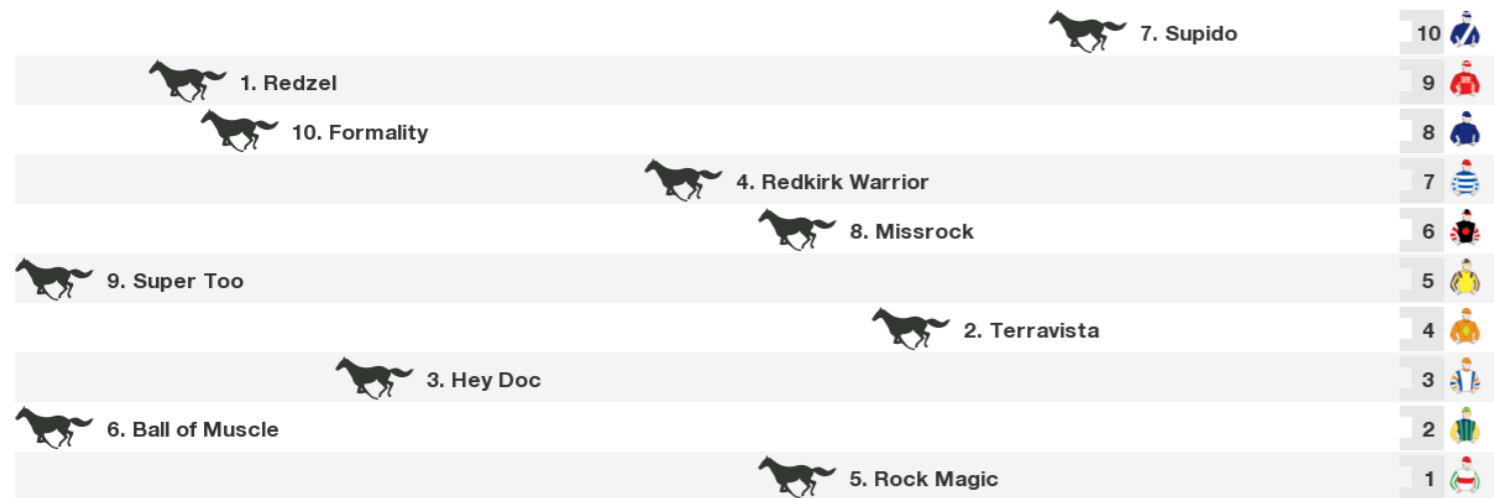 7. Supido 10
1. Redzel 9
10. Formality 8
4. Redkirk Warrior 7
8. Missrock 6
9. Super Too 5
2. Terravista 4
3. Hey Doc 3
6. Ball of Muscle 2
5. Rock Magic 1